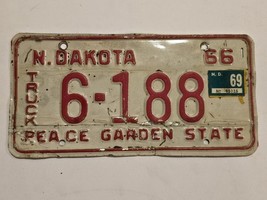 N. DAKOTA 66
TRUCK
6-188
N. D.
69
PEACE GARDEN STATE